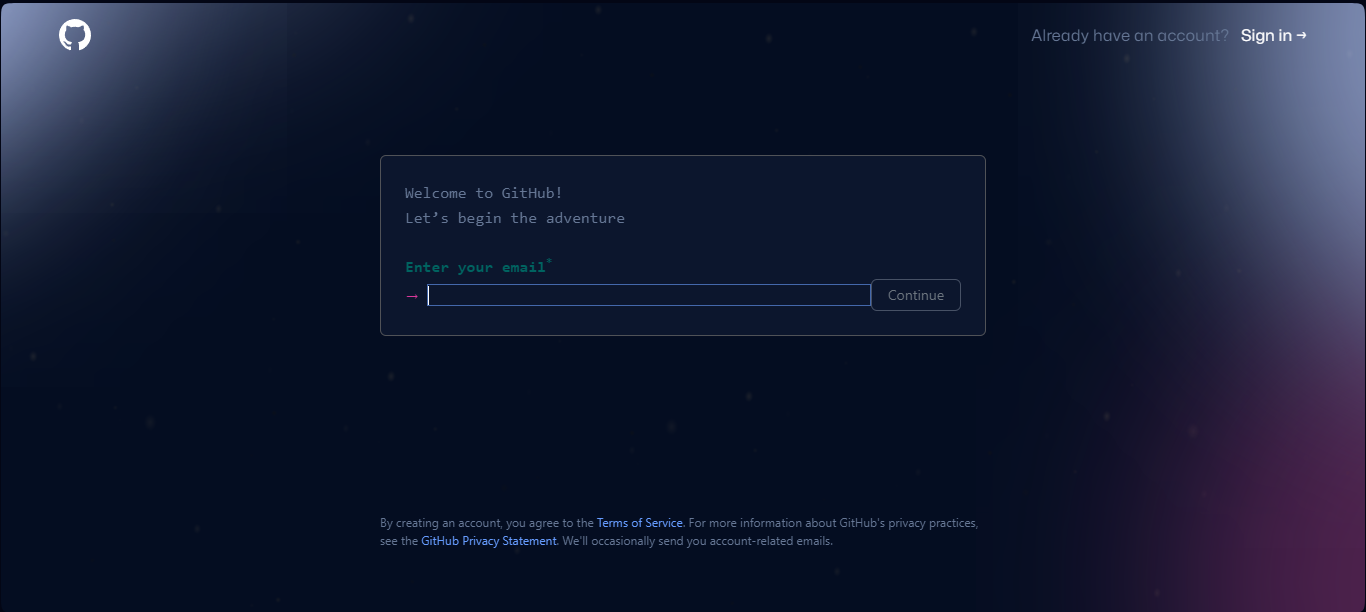 Already have an account? Sign in →
Welcome to GitHub!
Let’s begin the adventure
Enter your email*
→ Continue
By creating an account, you agree to the Terms of Service. For more information about GitHub's privacy practices,
see the GitHub Privacy Statement. We'll occasionally send you account-related emails.